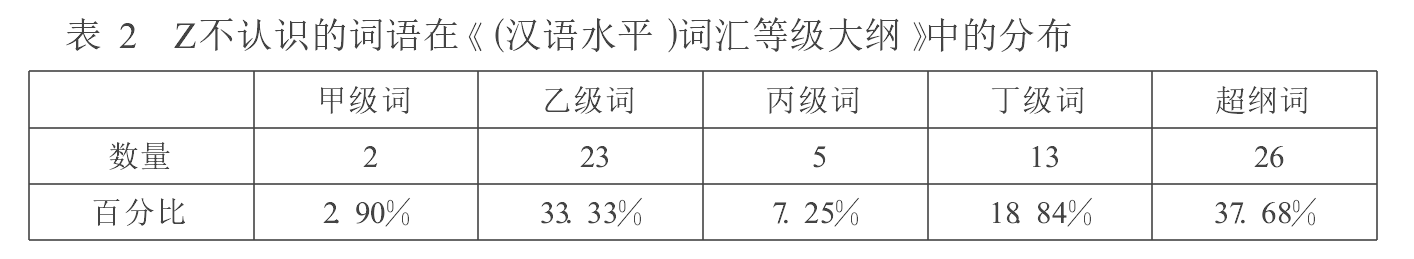 表 2 Z不认识的词语在《(汉语水平)词汇等级大纲》中的分布
甲级词 乙级词 丙级词 丁级词 超纲词
数量 2 23 5 13 26
百分比 2.90% 33.33% 7.25% 18.84% 37.68%